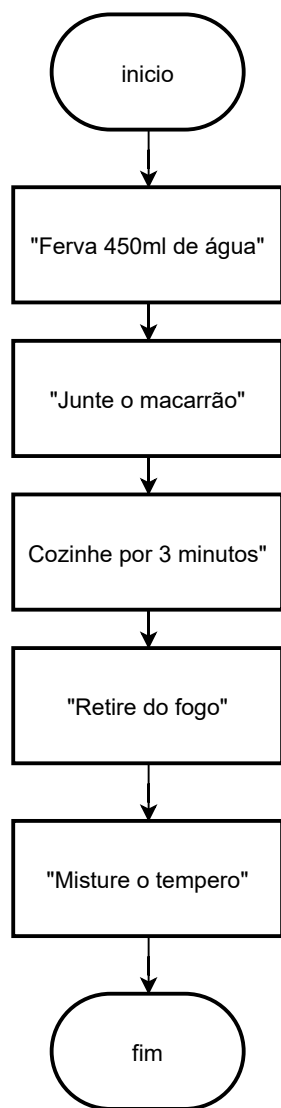 inicio
"Ferva 450ml de água"
"Junte o macarrão"
Cozinhe por 3 minutos"
"Retire do fogo"
"Misture o tempero"
fim